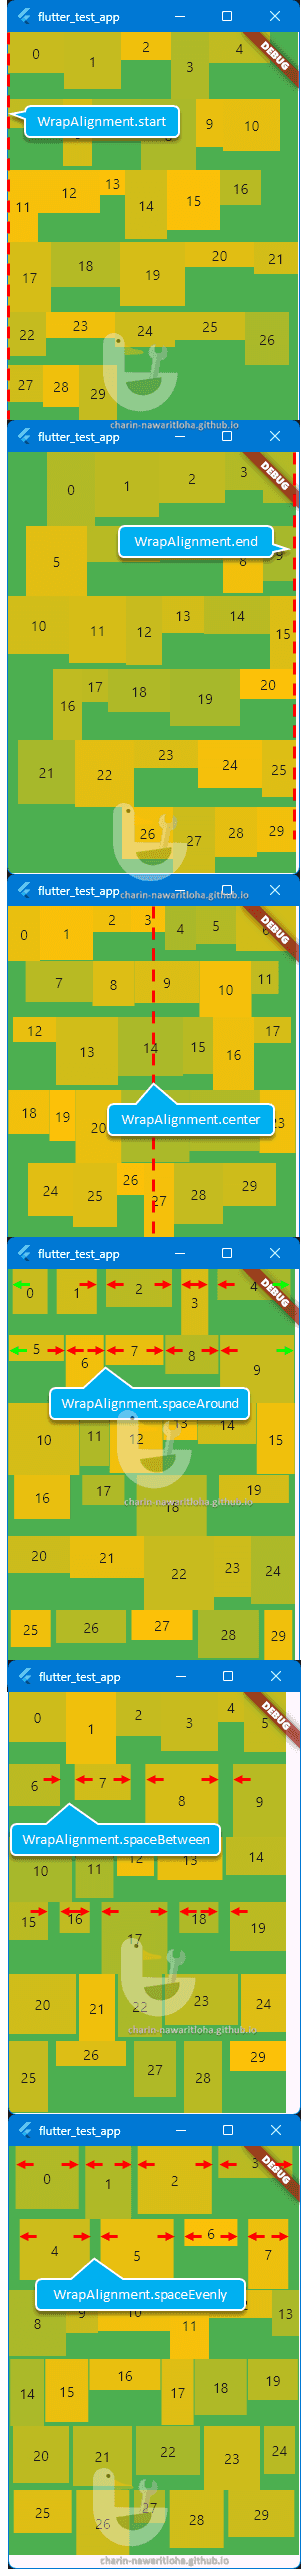 flutter_test_app
0 1 2 3 4
DEBUG
WrapAlignment.start
9 10
11 12 13 14 15 16
17 18 19 20 21
22 23 24 25 26
27 28 29
charin-nawaritloha.github.io
flutter_test_app
0 1 2 3
DEBUG
WrapAlignment.end
5 8 9
10 11 12 13 14 15
16 17 18 19 20
21 22 23 24 25
26 27 28 29
charin-nawaritloha.github.io
flutter_test_app
0 1 2 3 4 5 6
DEBUG
7 8 9 10 11
12 13 14 15 16 17
WrapAlignment.center
18 19 20 23
24 25 26 27 28 29
flutter_test_app
0 1 2 3 4
DEBUG
5 6 7 8 9
WrapAlignment.spaceAround
10 11 12 13 14 15
16 17 18 19
charin-nawaritloha.github.io
20 21 22 23 24
25 26 27 28 29
flutter_test_app
0 1 2 3 4 5
DEBUG
6 7 8 9
WrapAlignment.spaceBetween
10 11 12 13 14
15 16 17 18 19
20 21 22 23 24
charin-nawaritloha.github.io
25 26 27 28 29
flutter_test_app
0 1 2 3
DEBUG
4 5 6 7
WrapAlignment.spaceEvenly
8 9 10 11 13
14 15 16 17 18 19
20 21 22 23 24
25 26 27 28 29
charin-nawaritloha.github.io